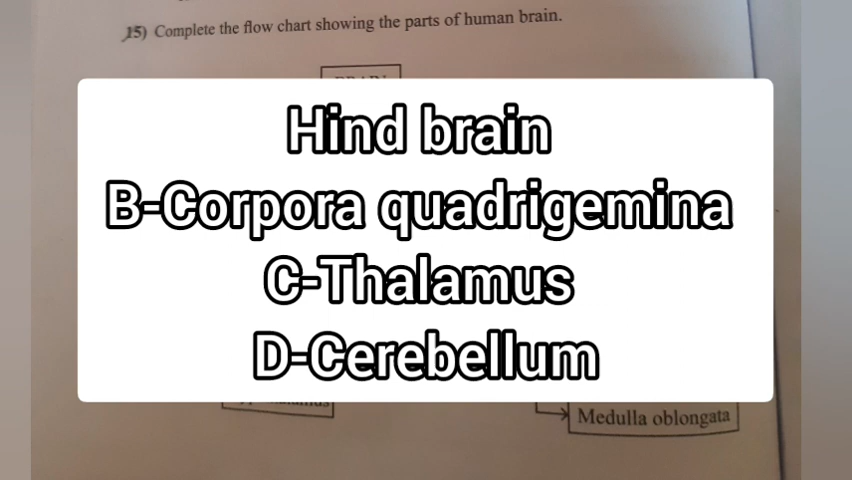 15) Complete the flow chart showing the parts of human brain.
Hind brain
B-Corpora quadrigemina
C-Thalamus
D-Cerebellum
Medulla oblongata